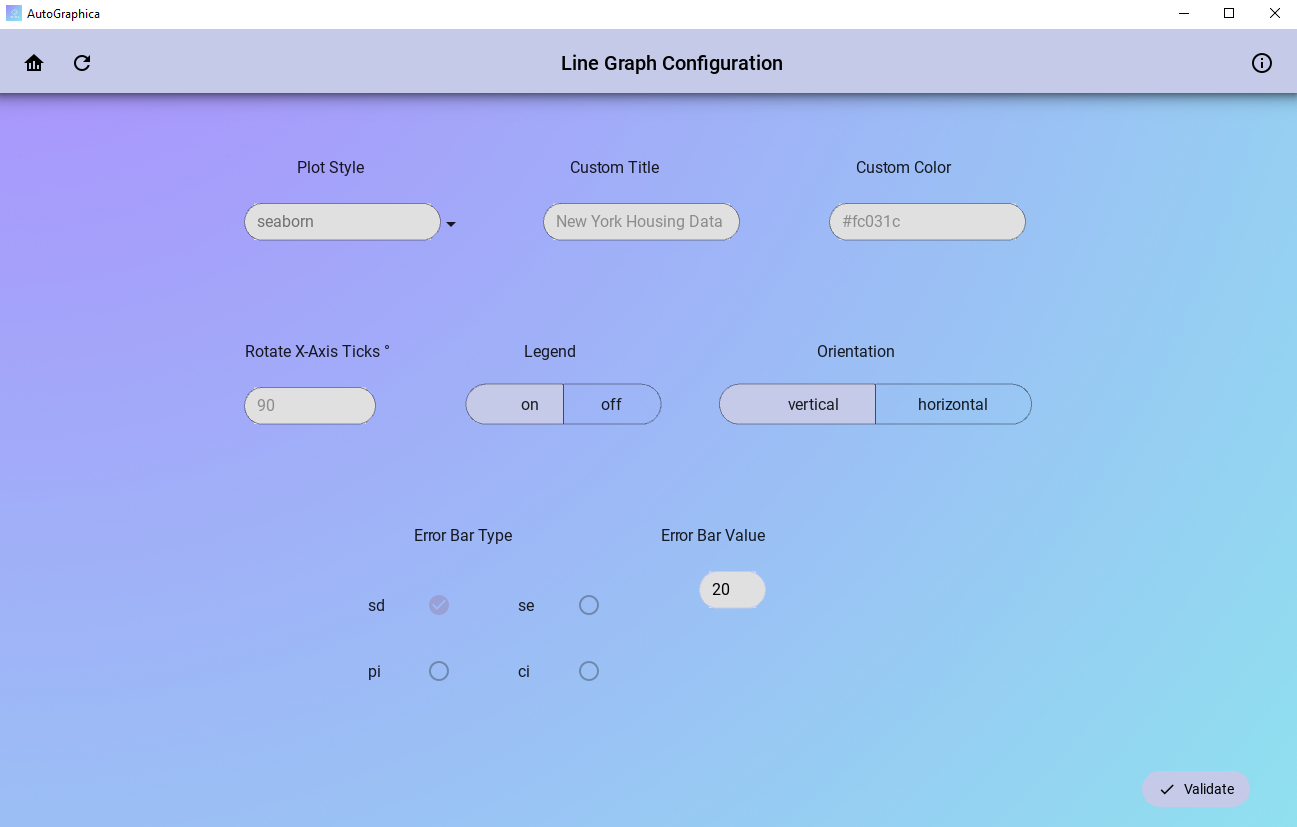 AutoGraphica
Line Graph Configuration
Plot Style
Custom Title
Custom Color
seaborn
New York Housing Data
#fc031c
Rotate X-Axis Ticks °
Legend
Orientation
90
on
off
vertical
horizontal
Error Bar Type
Error Bar Value
20
sd
se
pi
ci
Validate